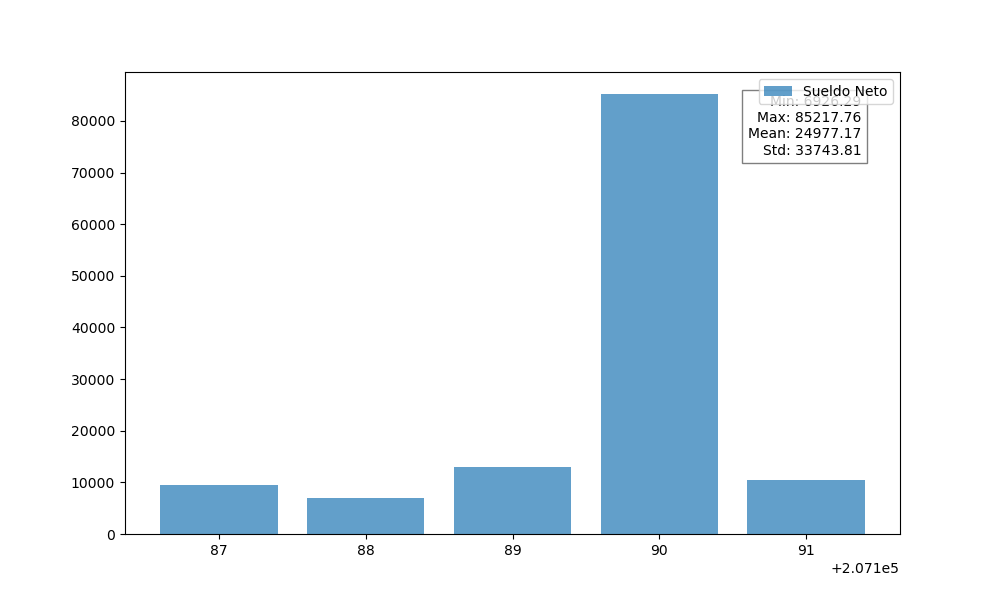 Sueldo Neto
Min: 6926.29
Max: 85217.76
Mean: 24977.17
Std: 33743.81
80000
70000
60000
50000
40000
30000
20000
10000
0
87 88 89 90 91
+2.071e5